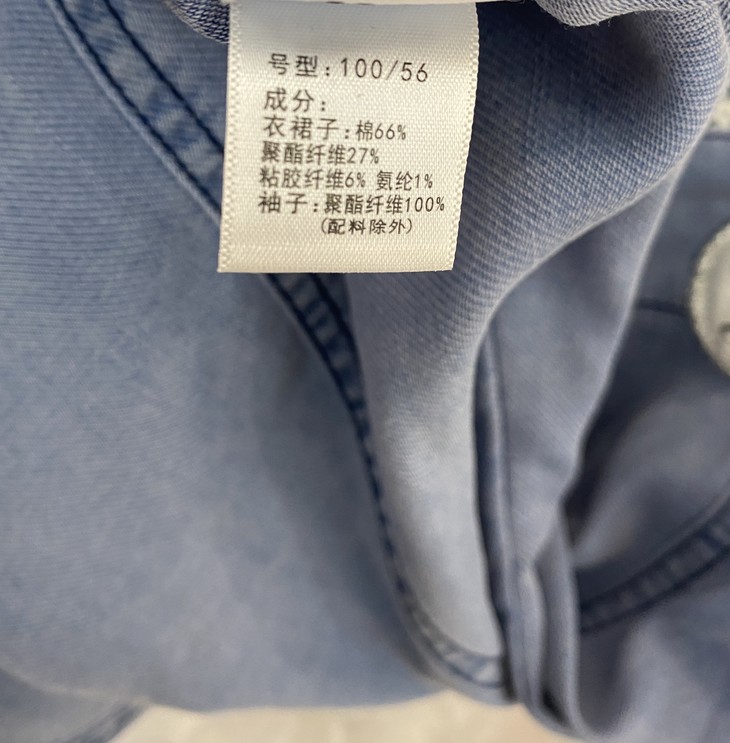 号型:100/56
成分:
衣裙子:棉66%
聚酯纤维27%
粘胶纤维6% 氨纶1%
袖子:聚酯纤维100%
(配料除外)